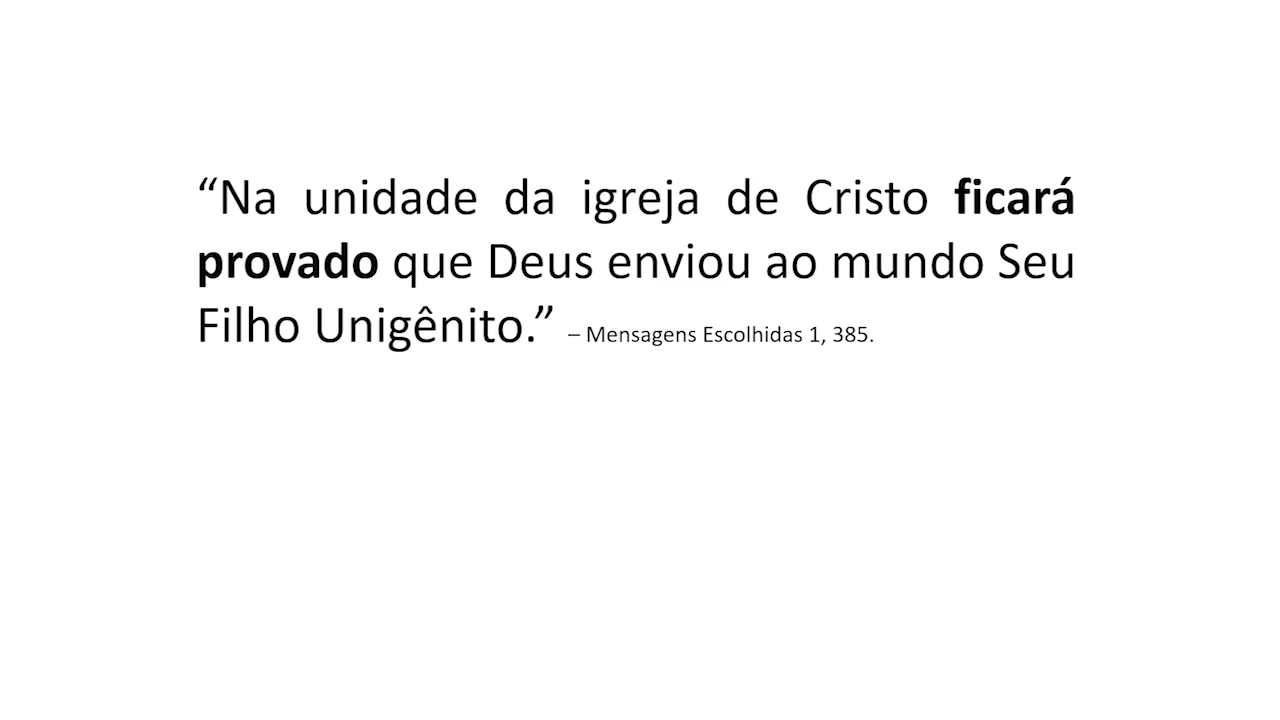 “Na unidade da igreja de Cristo ficará
provado que Deus enviou ao mundo Seu
Filho Unigênito.” – Mensagens Escolhidas 1, 385.